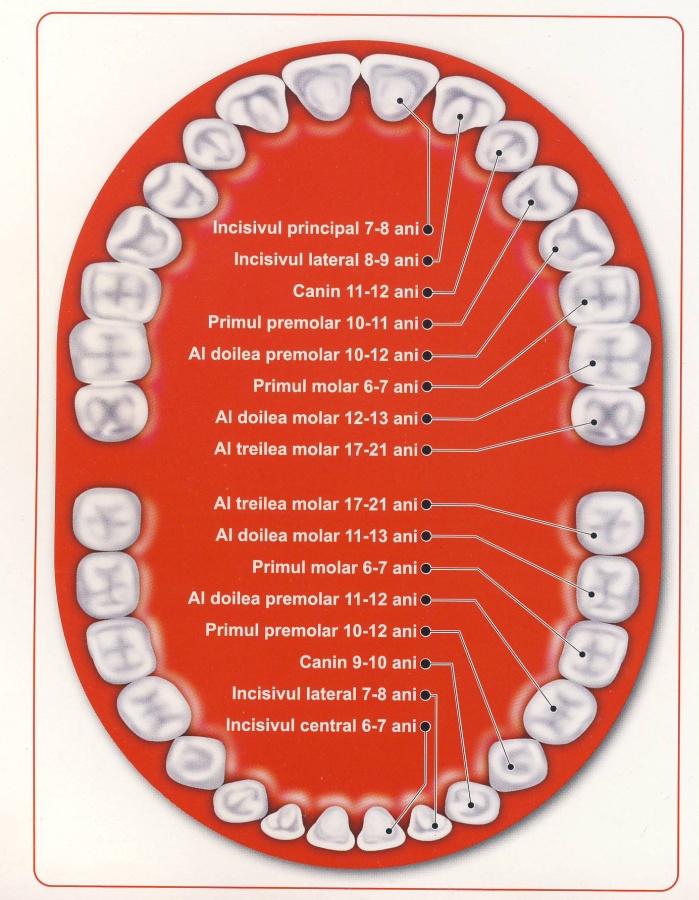 Incisivul principal 7-8 ani
Incisivul lateral 8-9 ani
Canin 11-12 ani
Primul premolar 10-11 ani
Al doilea premolar 10-12 ani
Primul molar 6-7 ani
Al doilea molar 12-13 ani
Al treilea molar 17-21 ani
Al treilea molar 17-21 ani
Al doilea molar 11-13 ani
Primul molar 6-7 ani
Al doilea premolar 11-12 ani
Primul premolar 10-12 ani
Canin 9-10 ani
Incisivul lateral 7-8 ani
Incisivul central 6-7 ani